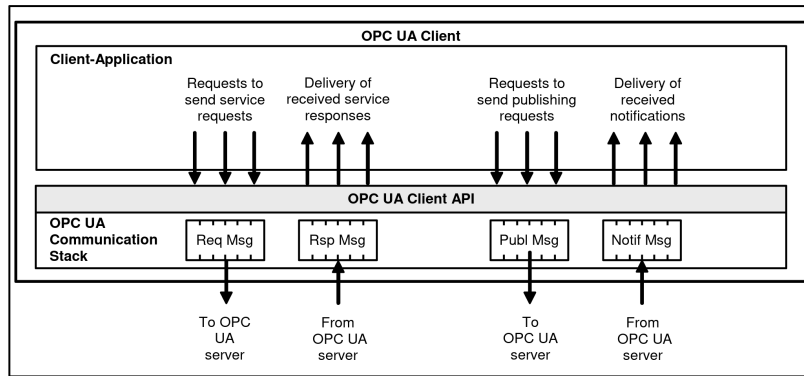 OPC UA Client
Client-Application
Requests to
send service
requests
Delivery of
received service
responses
Requests to
send publishing
requests
Delivery of
received
notifications
OPC UA Client API
OPC UA
Communication
Stack
Req Msg
Rsp Msg
Publ Msg
Notif Msg
To OPC
UA
server
From
OPC UA
server
To
OPC UA
server
From
OPC UA
server